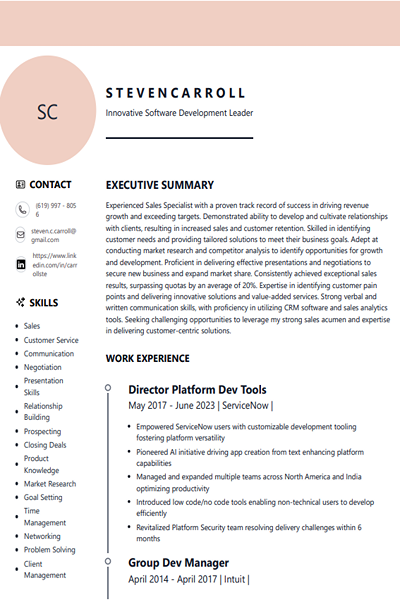 STEVENCARROLL
Innovative Software Development Leader
SC
CONTACT
(619) 997 - 805
6
steven.c.carroll@
gmail.com
https://www.link
edin.com/in/carr
ollste
SKILLS
Sales
Customer Service
Communication
Negotiation
Presentation
Skills
Relationship
Building
Prospecting
Closing Deals
Product
Knowledge
Market Research
Goal Setting
Time
Management
Networking
Problem Solving
Client
Management
EXECUTIVE SUMMARY
Experienced Sales Specialist with a proven track record of success in driving revenue
growth and exceeding targets. Demonstrated ability to develop and cultivate relationships
with clients, resulting in increased sales and customer retention. Skilled in identifying
customer needs and providing tailored solutions to meet their business goals. Adept at
conducting market research and competitor analysis to identify opportunities for growth
and development. Proficient in delivering effective presentations and negotiations to
secure new business and expand market share. Consistently achieved exceptional sales
results, surpassing quotas by an average of 20%. Expertise in identifying customer pain
points and delivering innovative solutions and value-added services. Strong verbal and
written communication skills, with proficiency in utilizing CRM software and sales analytics
tools. Seeking challenging opportunities to leverage my strong sales acumen and expertise
in delivering customer-centric solutions.
WORK EXPERIENCE
Director Platform Dev Tools
May 2017 - June 2023 | ServiceNow |
Empowered ServiceNow users with customizable development tooling
fostering platform versatility
Pioneered AI initiative driving app creation from text enhancing platform
capabilities
Managed and expanded multiple teams across North America and India
optimizing productivity
Introduced low code/no code tools enabling non-technical users to develop
efficiently
Revitalized Platform Security team resolving delivery challenges within 6
months
Group Dev Manager
April 2014 - April 2017 | Intuit |